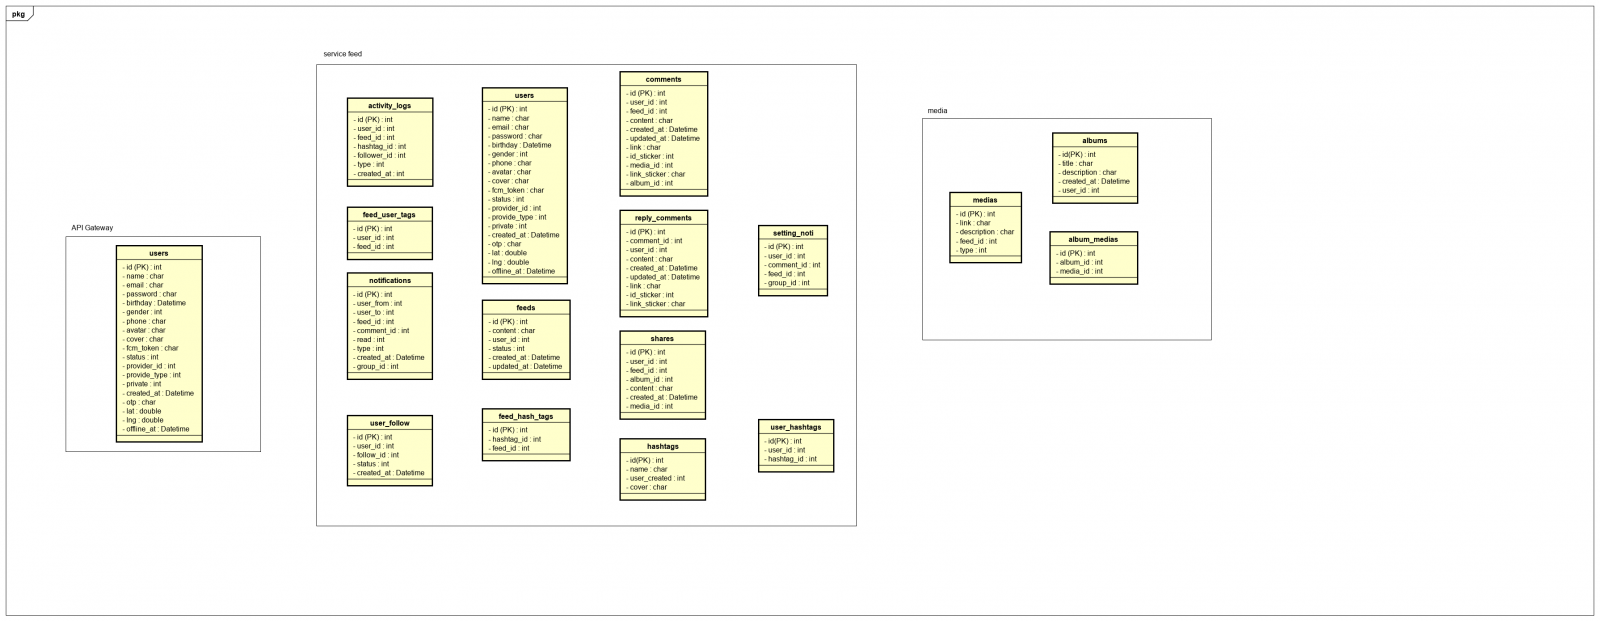 pkg
API Gateway
users
- id (PK) : int
- name : char
- email : char
- password : char
- birthday : Datetime
- gender : int
- phone : char
- avatar : char
- cover : char
- fcm_token : char
- status : int
- provider_id : int
- provide_type : int
- private : int
- created_at : Datetime
- otp : char
- lat : double
- lng : double
- offline_at : Datetime
service feed
activity_logs
- id (PK) : int
- user_id : int
- feed_id : int
- hashtag_id : int
- follower_id : int
- type : int
- created_at : int
feed_user_tags
- id (PK) : int
- user_id : int
- feed_id : int
notifications
- id (PK) : int
- user_from : int
- user_to : int
- feed_id : int
- comment_id : int
- read : int
- type : int
- created_at : Datetime
- group_id : int
user_follow
- id (PK) : int
- user_id : int
- follow_id : int
- status : int
- created_at : Datetime
users
- id (PK) : int
- name : char
- email : char
- password : char
- birthday : Datetime
- gender : int
- phone : char
- avatar : char
- cover : char
- fcm_token : char
- status : int
- provider_id : int
- provide_type : int
- private : int
- created_at : Datetime
- otp : char
- lat : double
- lng : double
- offline_at : Datetime
feeds
- id (PK) : int
- content : char
- user_id : int
- status : int
- created_at : Datetime
- updated_at : Datetime
feed_hash_tags
- id (PK) : int
- hashtag_id : int
- feed_id : int
comments
- id (PK) : int
- user_id : int
- feed_id : int
- content : char
- created_at : Datetime
- updated_at : Datetime
- link : char
- id_sticker : int
- media_id : int
- link_sticker : char
- album_id : int
reply_comments
- id (PK) : int
- comment_id : int
- user_id : int
- content : char
- created_at : Datetime
- updated_at : Datetime
- link : char
- id_sticker : int
- link_sticker : char
shares
- id (PK) : int
- user_id : int
- feed_id : int
- album_id : int
- content : char
- created_at : Datetime
- media_id : int
hashtags
- id(PK) : int
- name : char
- user_created : int
- cover : char
setting_noti
- id (PK) : int
- user_id : int
- comment_id : int
- feed_id : int
- group_id : int
user_hashtags
- id(PK) : int
- user_id : int
- hashtag_id : int
media
medias
- id (PK) : int
- link : char
- description : char
- feed_id : int
- type : int
albums
- id(PK) : int
- title : char
- description : char
- created_at : Datetime
- user_id : int
album_medias
- id (PK) : int
- album_id : int
- media_id : int